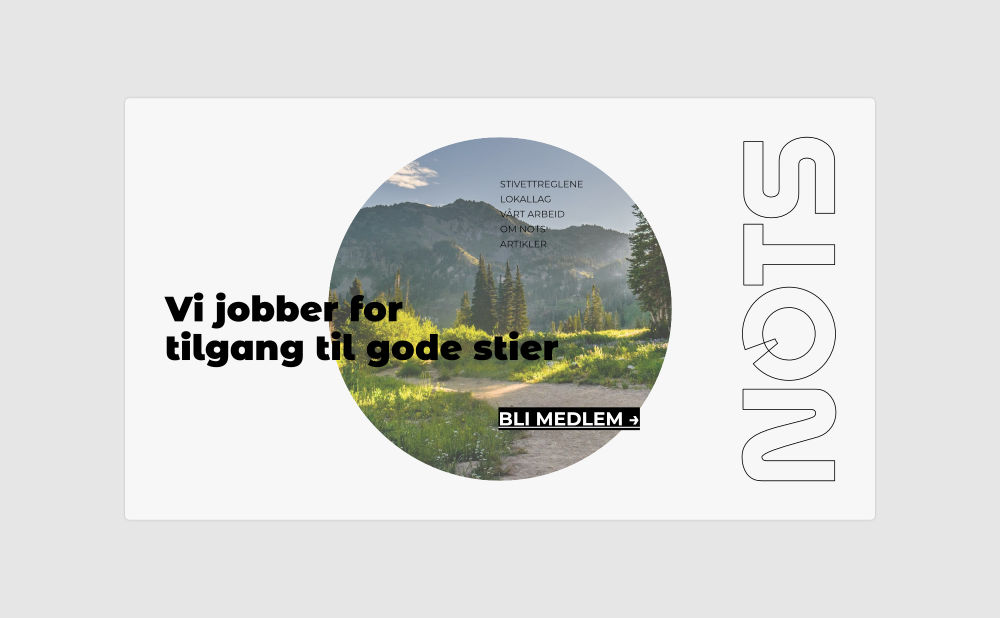 STIVETTREGLENE
LOKALLAG
VÅRT ARBEID
OM NOTS
ARTIKLER
Vi jobber for
tilgang til gode stier
BLI MEDLEM →
NOTS